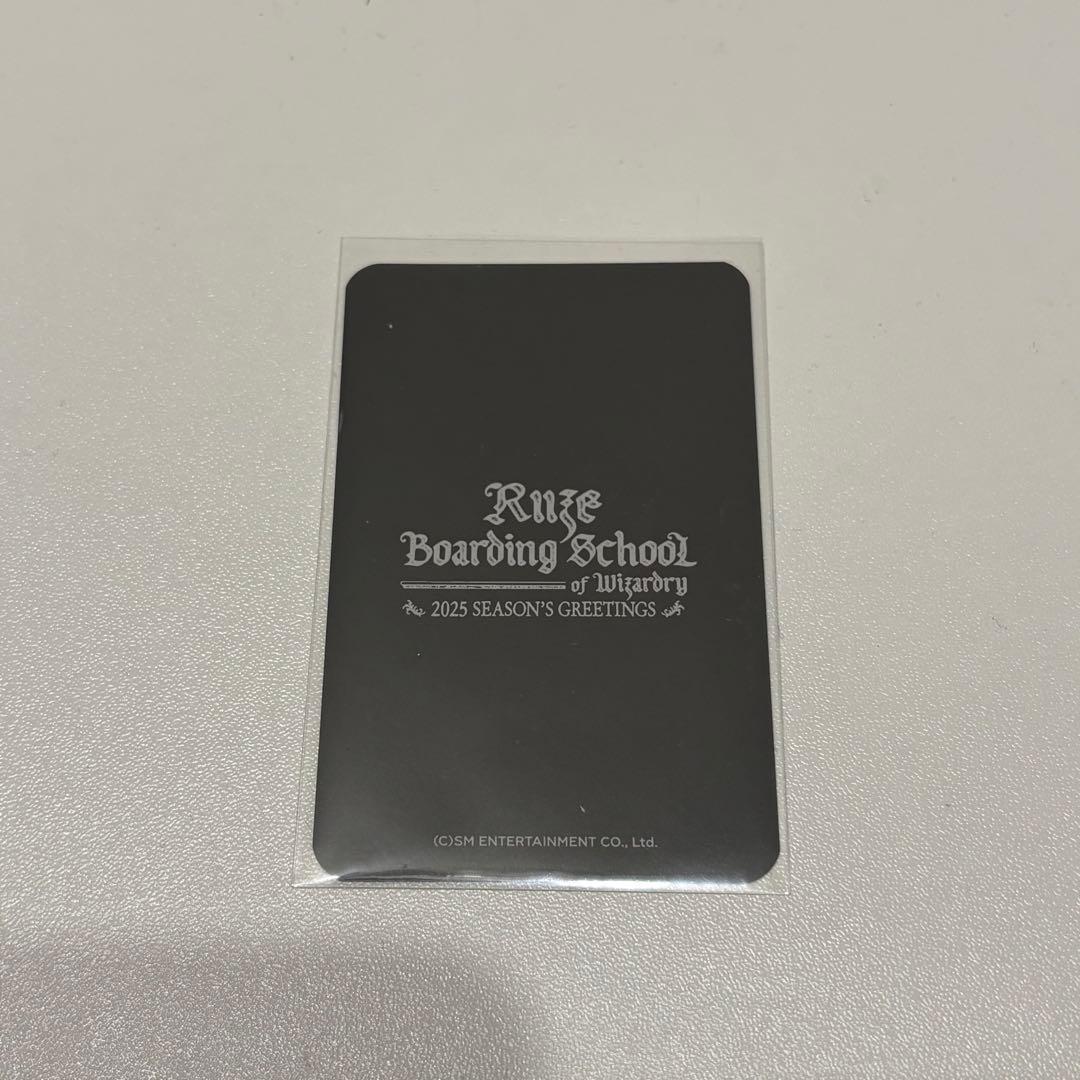 RIIZE
Boarding School
of Wizardry
2025 SEASON'S GREETINGS
(C)SM ENTERTAINMENT CO., Ltd.